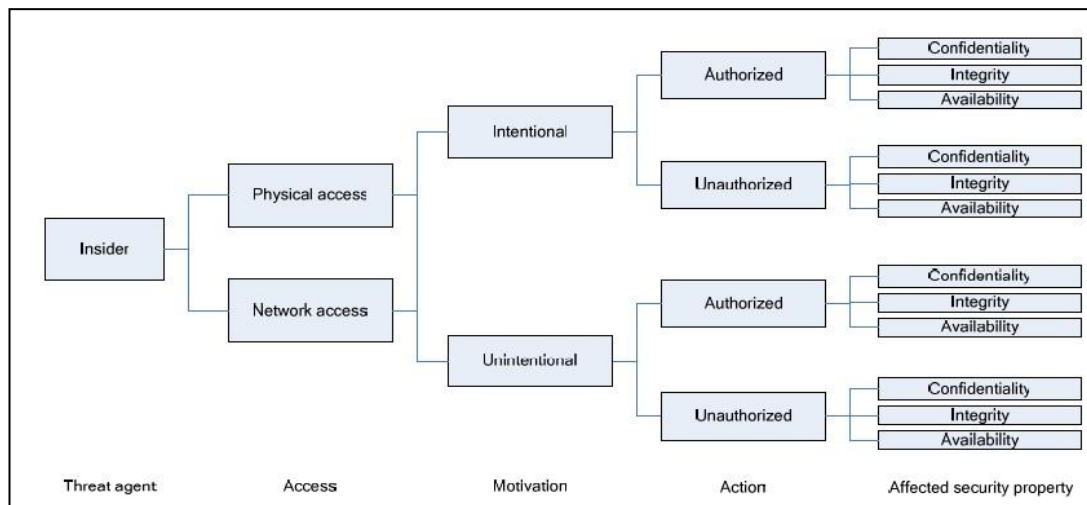 Confidentiality
Authorized
Integrity
Availability
Intentional
Confidentiality
Physical access
Unauthorized
Integrity
Availability
Insider
Confidentiality
Network access
Authorized
Integrity
Availability
Unintentional
Confidentiality
Unauthorized
Integrity
Availability
Threat agent
Access
Motivation
Action
Affected security property